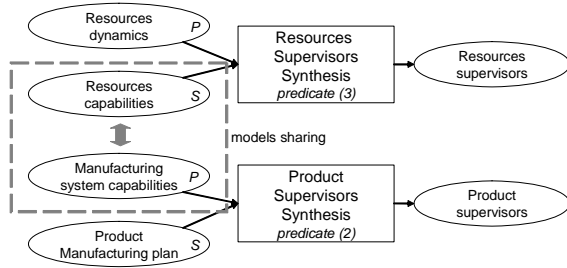 Resources
dynamics
P
Resources
Supervisors
Synthesis
predicate (3)
Resources
supervisors
Resources
capabilities
S
models sharing
Manufacturing
system capabilities
P
Product
Supervisors
Synthesis
predicate (2)
Product
supervisors
Product
Manufacturing plan
S